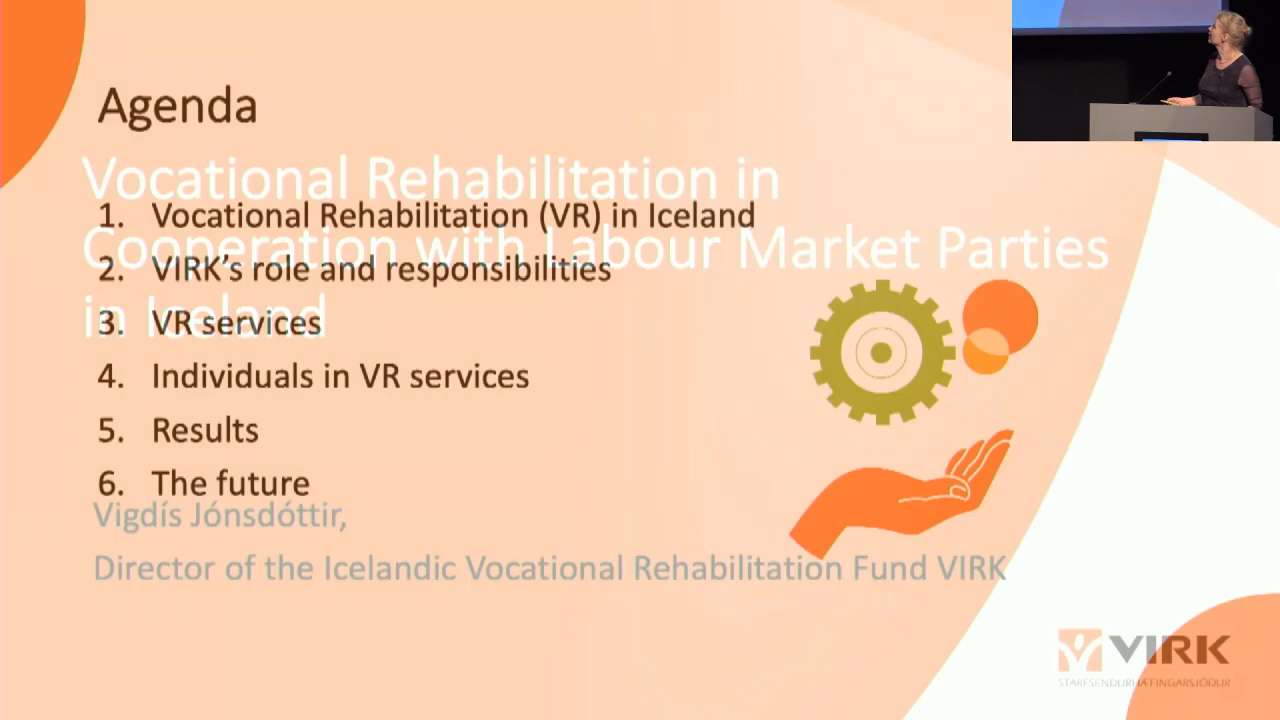 Agenda
Vocational Rehabilitation in
Cooperation with Labour Market Parties
in Iceland
1. Vocational Rehabilitation (VR) in Iceland
2. VIRK's role and responsibilities
3. VR services
4. Individuals in VR services
5. Results
6. The future
Vigdís Jónsdóttir,
Director of the Icelandic Vocational Rehabilitation Fund VIRK
VIRK
STARFSENDURHÆFINGARSJÓÐUR